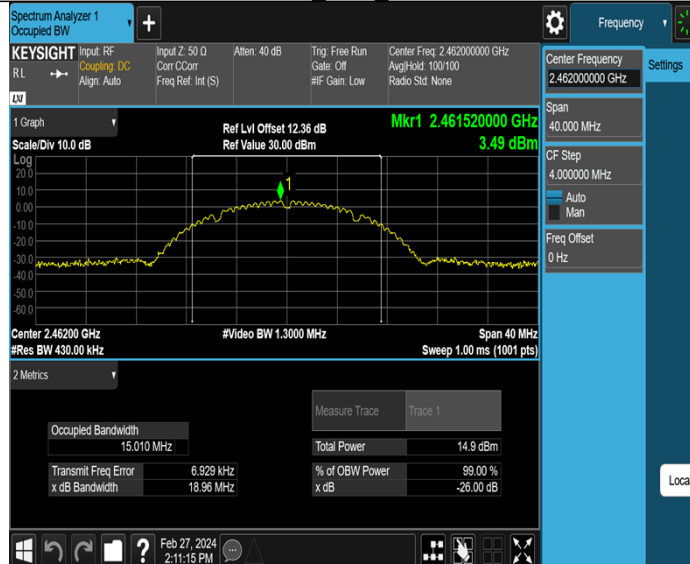 Spectrum Analyzer 1
Occupied BW
Frequency
KEYSIGHT
RL
Input: RF
Coupling: DC
Align: Auto
Input Z: 50 Ω
Corr CCorr
Freq Ref: Int (S)
Atten: 40 dB
Trig: Free Run
Gate: Off
#IF Gain: Low
Center Freq: 2.462000000 GHz
Avg|Hold: 100/100
Radio Std: None
LXI
Center Frequency
2.462000000 GHz
Settings
Span
40.000 MHz
CF Step
4.000000 MHz
Auto
Man
Freq Offset
0 Hz
Local
1 Graph
Scale/Div 10.0 dB
Ref Lvl Offset 12.36 dB
Ref Value 30.00 dBm
Mkr1 2.461520000 GHz
3.49 dBm
Log
20.0
10.0
0.00
-10.0
-20.0
-30.0
-40.0
-50.0
-60.0
1
Center 2.46200 GHz
#Res BW 430.00 kHz
#Video BW 1.3000 MHz
Span 40 MHz
Sweep 1.00 ms (1001 pts)
2 Metrics
Measure Trace
Trace 1
Occupied Bandwidth
15.010 MHz
Total Power
14.9 dBm
Transmit Freq Error
6.929 kHz
% of OBW Power
99.00 %
x dB Bandwidth
18.96 MHz
x dB
-26.00 dB
?
Feb 27, 2024
2:11:15 PM